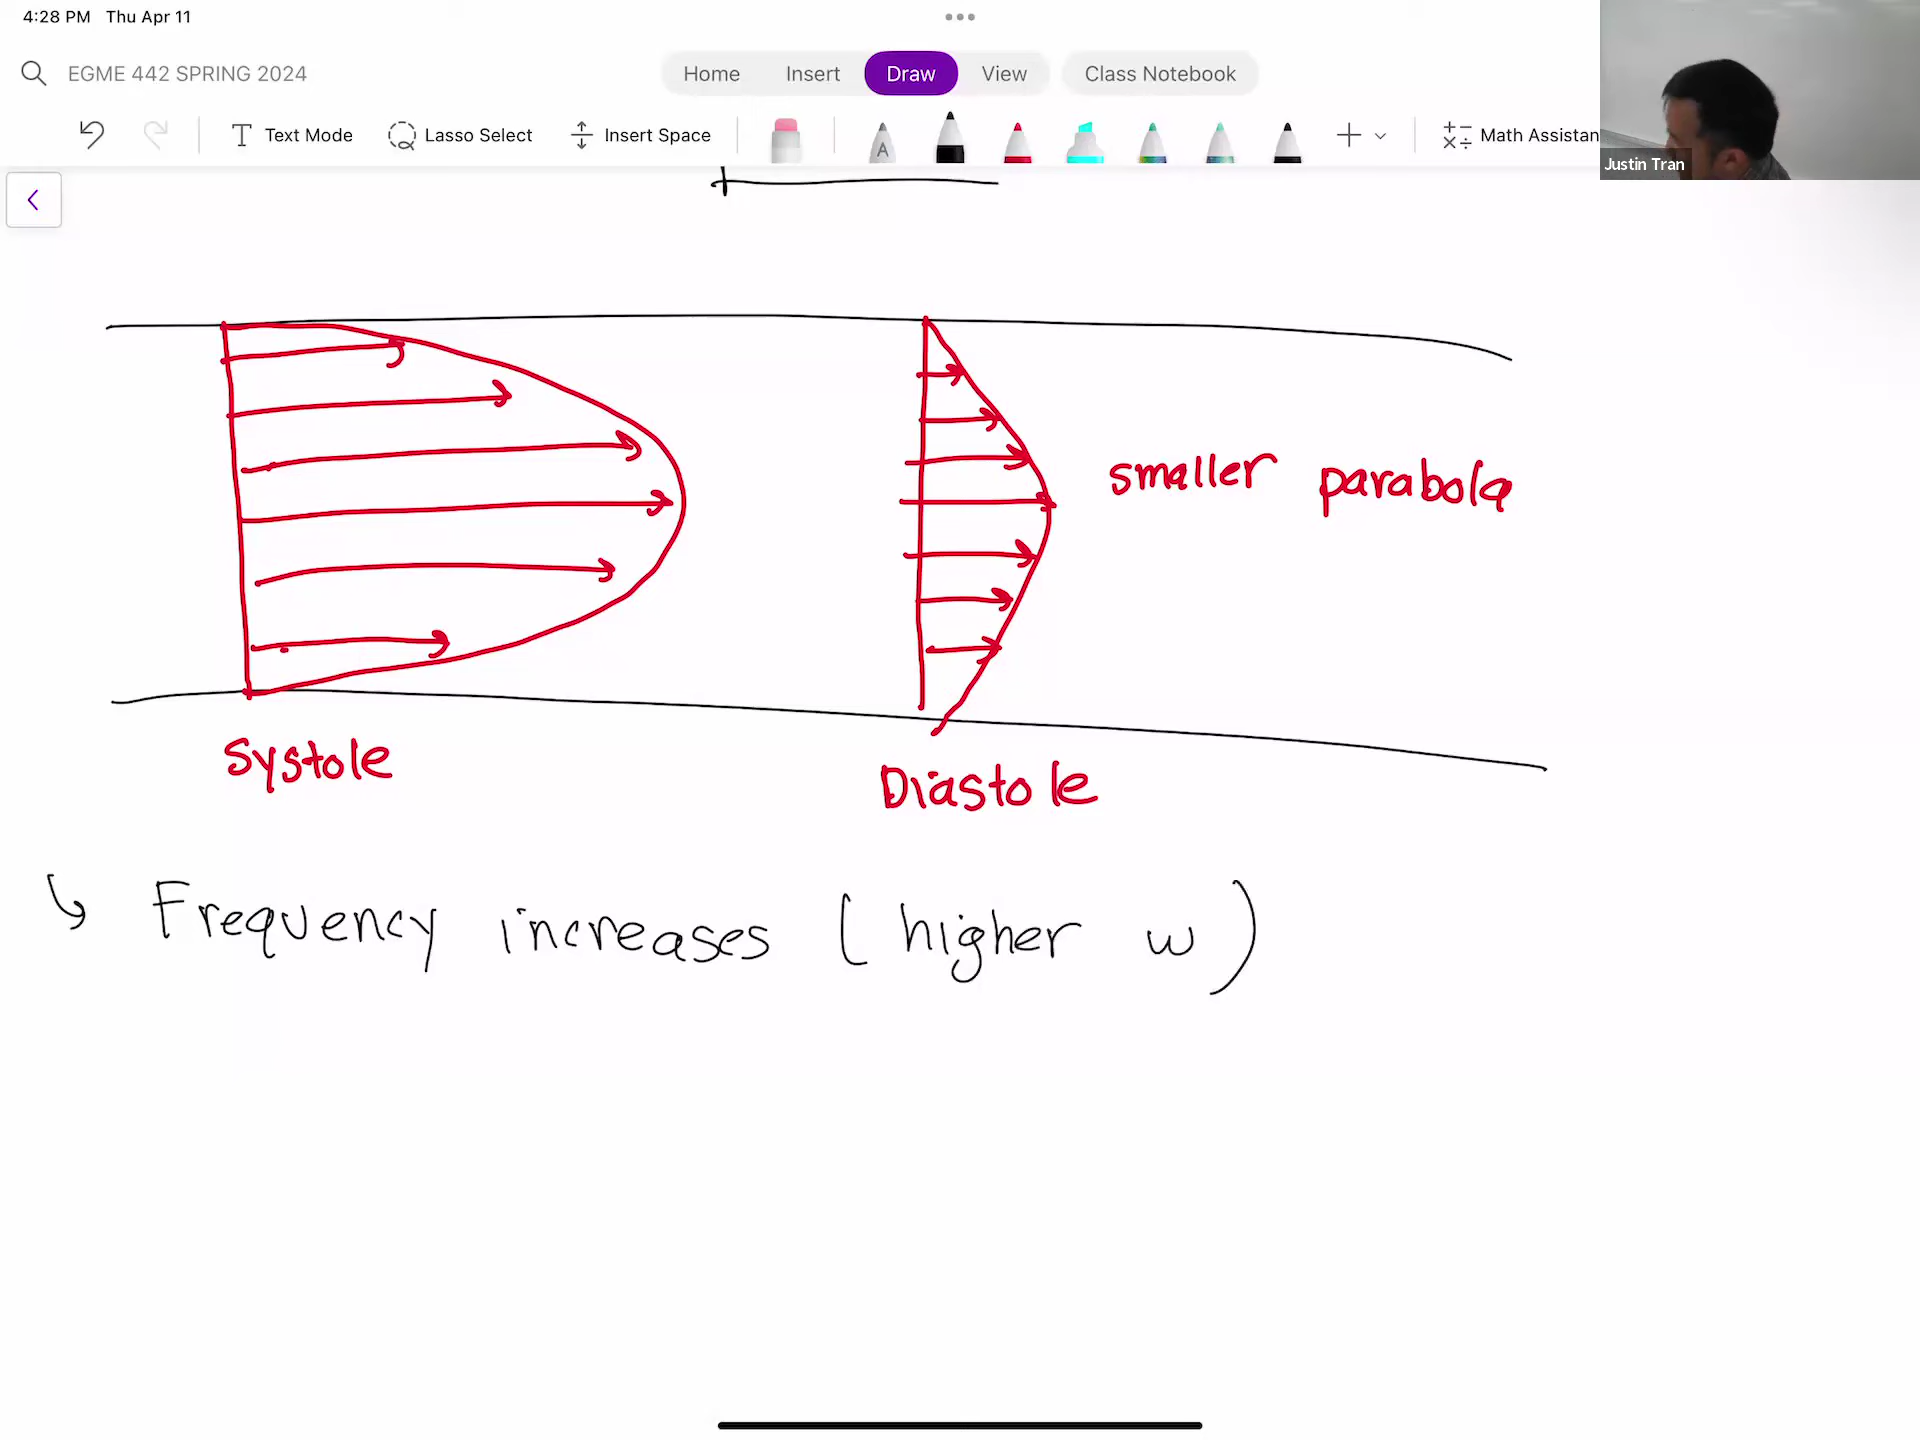 4:28 PM Thu Apr 11
EGME 442 SPRING 2024
Home Insert Draw View Class Notebook
Text Mode Lasso Select Insert Space A Math Assistan
Justin Tran
smaller parabola
Systole
Diastole
Frequency increases (higher w)